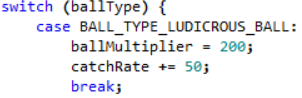 switch (ballType) {
    case BALL_TYPE_LUDICROUS_BALL:
        ballMultiplier = 200;
        catchRate += 50;
        break;